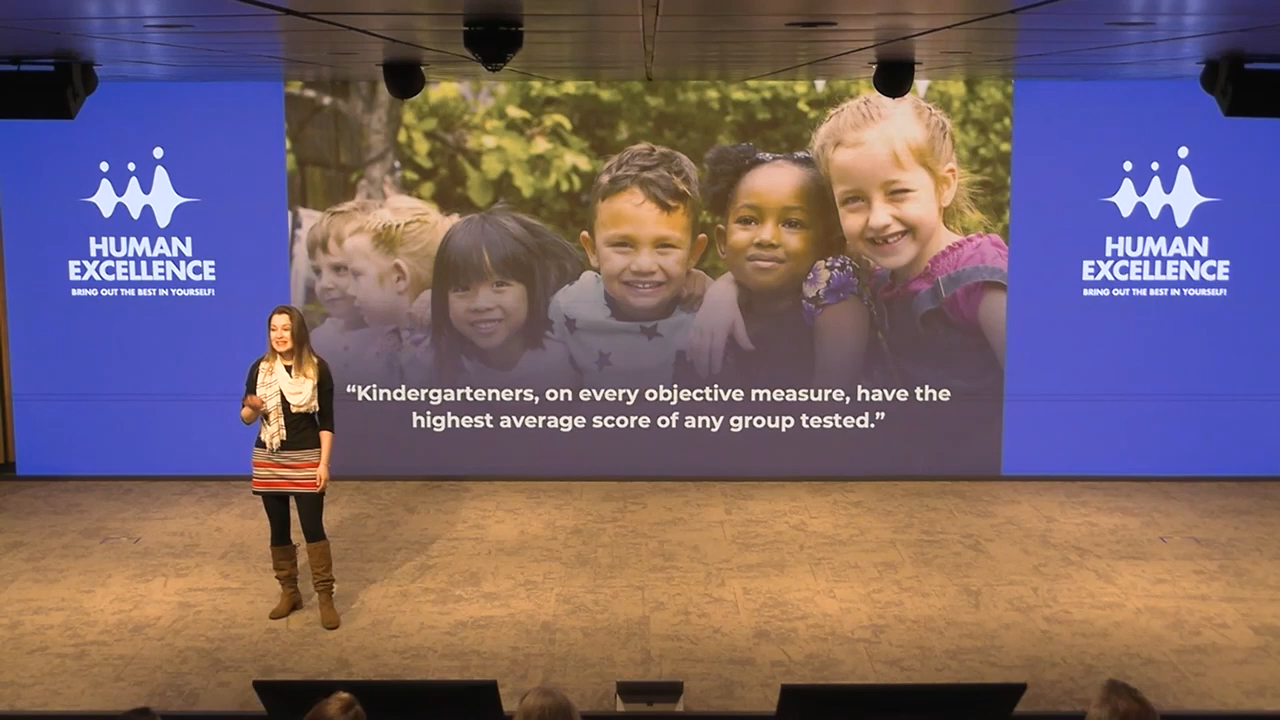 HUMAN
EXCELLENCE
BRING OUT THE BEST IN YOURSELF!
“Kindergarteners, on every objective measure, have the
highest average score of any group tested.”
HUMAN
EXCELLENCE
BRING OUT THE BEST IN YOURSELF!